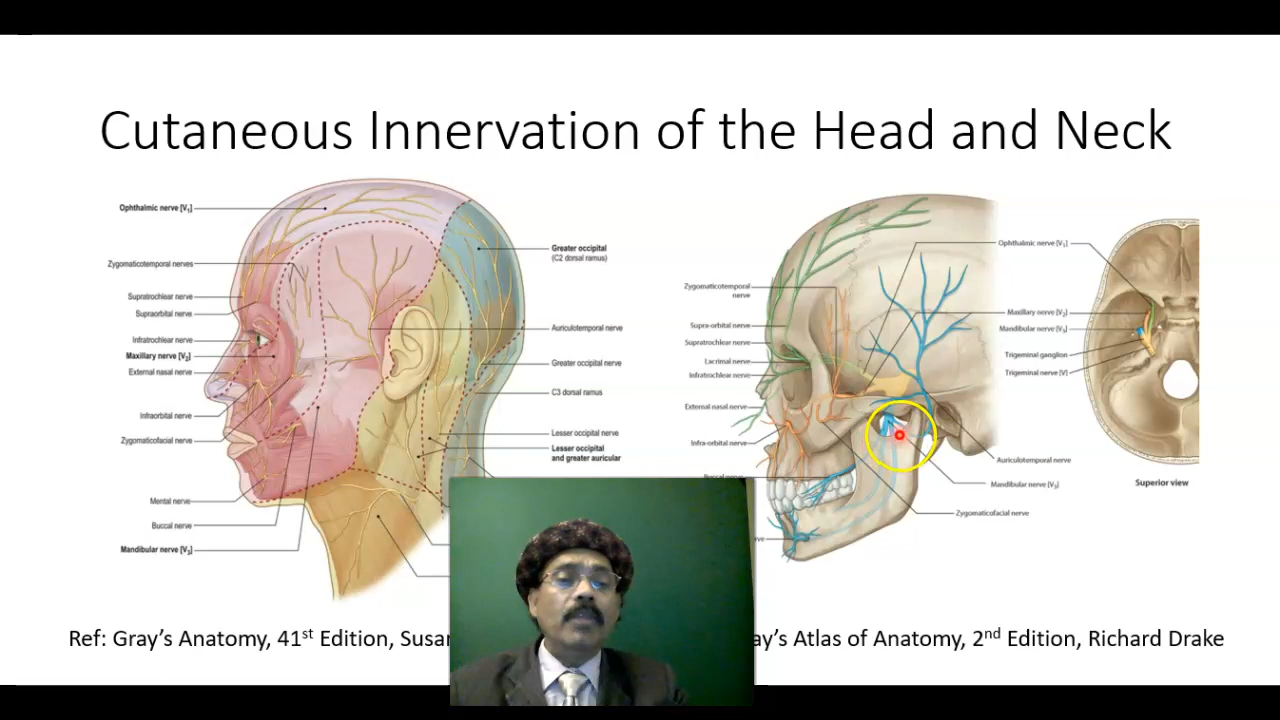 Cutaneous Innervation of the Head and Neck
Ophthalmic nerve [V₁]
Zygomaticotemporal nerves
Supratrochlear nerve
Supraorbital nerve
Infratrochlear nerve
Maxillary nerve [V₂]
External nasal nerve
Infraorbital nerve
Zygomaticofacial nerve
Mental nerve
Buccal nerve
Mandibular nerve [V₃]
Greater occipital
(C2 dorsal ramus)
Auriculotemporal nerve
Greater occipital nerve
C3 dorsal ramus
Lesser occipital nerve
Lesser occipital
and greater auricular
Zygomaticotemporal
nerve
Supra-orbital nerve
Supratrochlear nerve
Lacrimal nerve
Infratrochlear nerve
External nasal nerve
Infra-orbital nerve
Ophthalmic nerve [V₁]
Maxillary nerve [V₂]
Mandibular nerve [V₃]
Trigeminal ganglion
Trigeminal nerve [V]
Auriculotemporal nerve
Mandibular nerve [V₃]
Zygomaticofacial nerve
Superior view
Ref: Gray’s Anatomy, 41st Edition, Susan
ay’s Atlas of Anatomy, 2nd Edition, Richard Drake